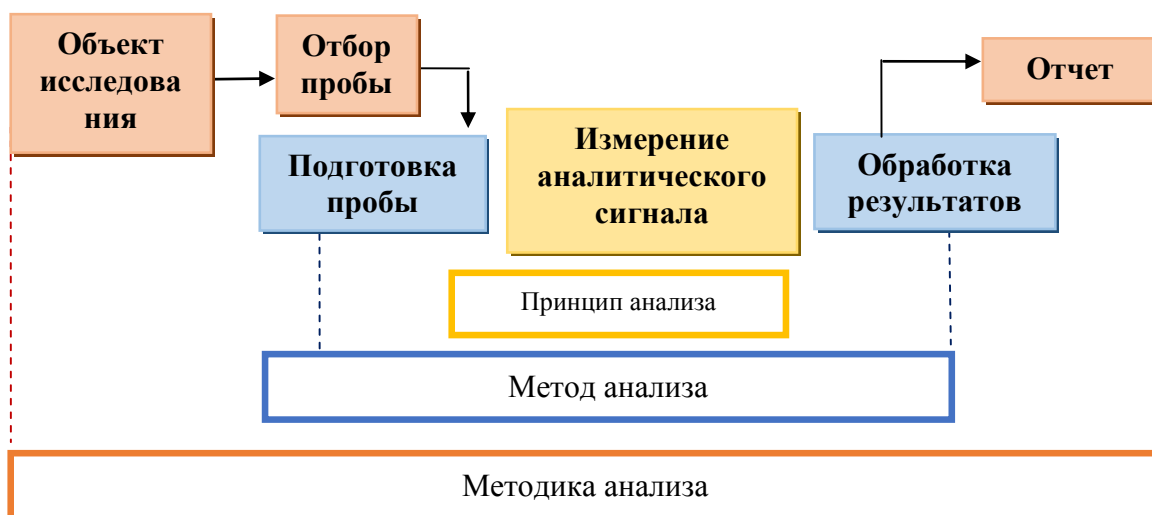 Объект
исследова
ния
Отбор
пробы
Подготовка
пробы
Измерение
аналитического
сигнала
Обработка
результатов
Отчет
Принцип анализа
Метод анализа
Методика анализа